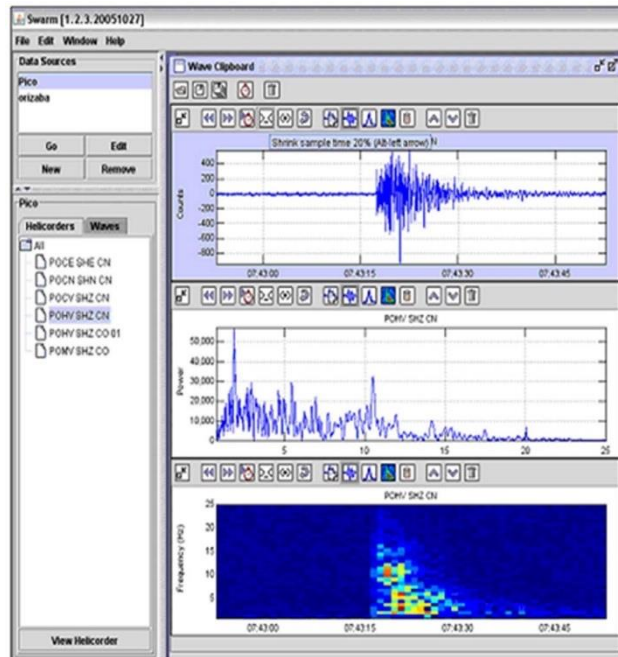 Swarm [1.2.3.20051027]
File Edit Window Help
Data Sources
Pico
orizaba
Go Edit
New Remove
Pico
Helicorders Waves
All
POCE SHE CN
POCN SHN CN
POCV SHZ CN
POHV SHZ CN
POHV SHZ CO 01
POMV SHZ CO
View Helicorder
Wave Clipboard
Shrink sample time 20% (Alt-left arrow) N
Counts
400
200
0
-200
-400
-600
-800
07:43:00 07:43:15 07:43:30 07:43:45
POHV SHZ CN
Power
50,000
40,000
30,000
20,000
10,000
0
5 10 15 20 25
POHV SHZ CN
Frequency (Hz)
25
20
15
10
5
07:43:00 07:43:15 07:43:30 07:43:45